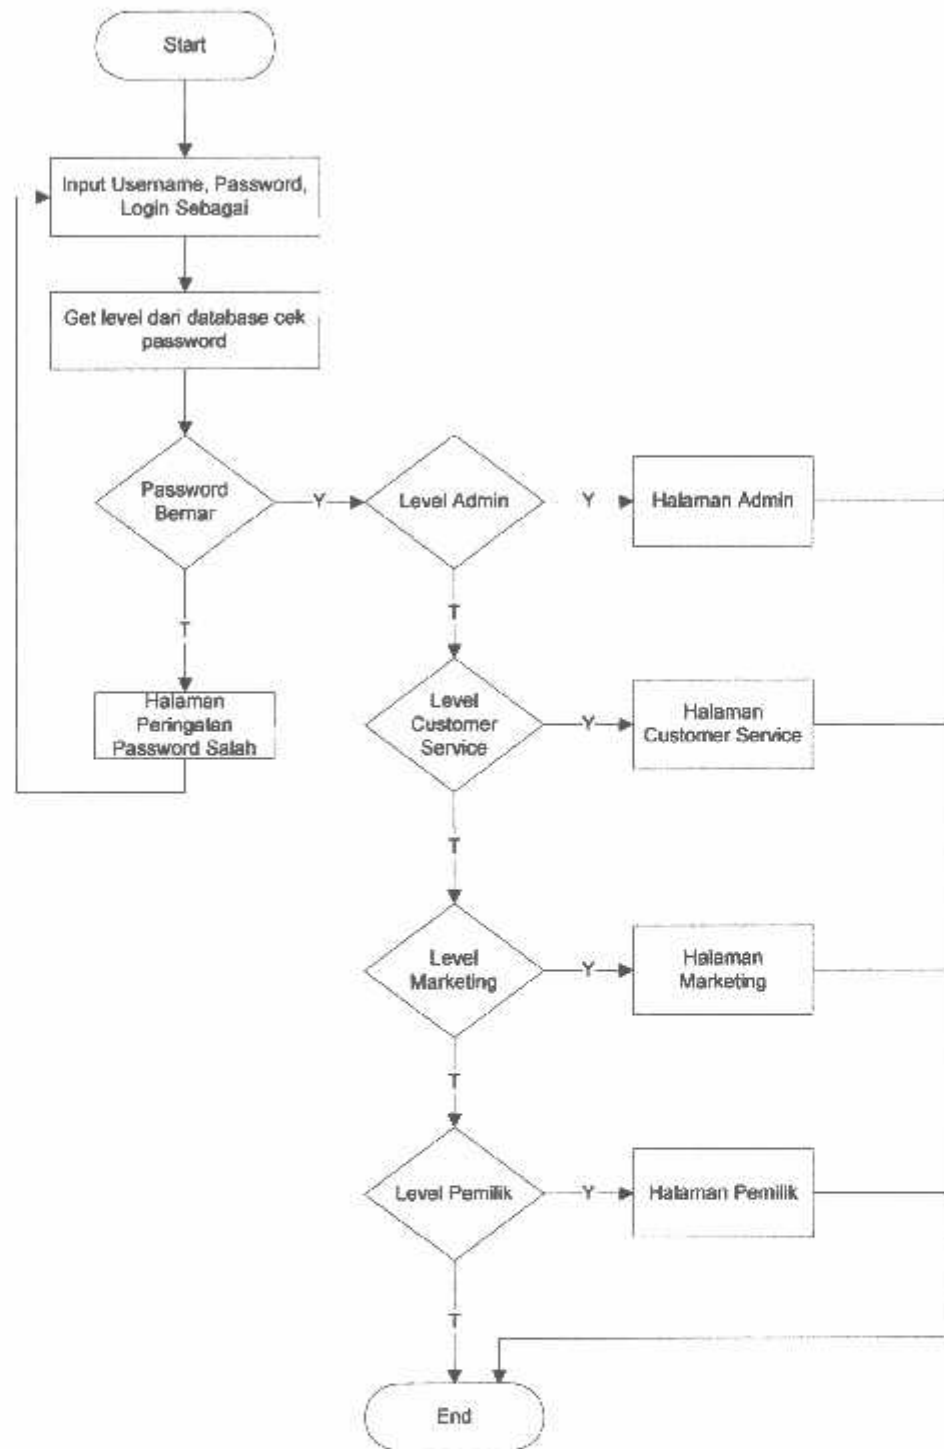 Start
Input Username, Password,
Login Sebagai
Get level dari database cek
password
Password
Bernar
Y
Level Admin
Y
Halaman Admin
T
T
Halaman
Peringatan
Password Salah
Level
Customer
Service
Y
Halaman
Customer Service
T
Level
Marketing
Y
Halaman
Marketing
T
Level Pemilik
Y
Halaman Pemilik
T
End